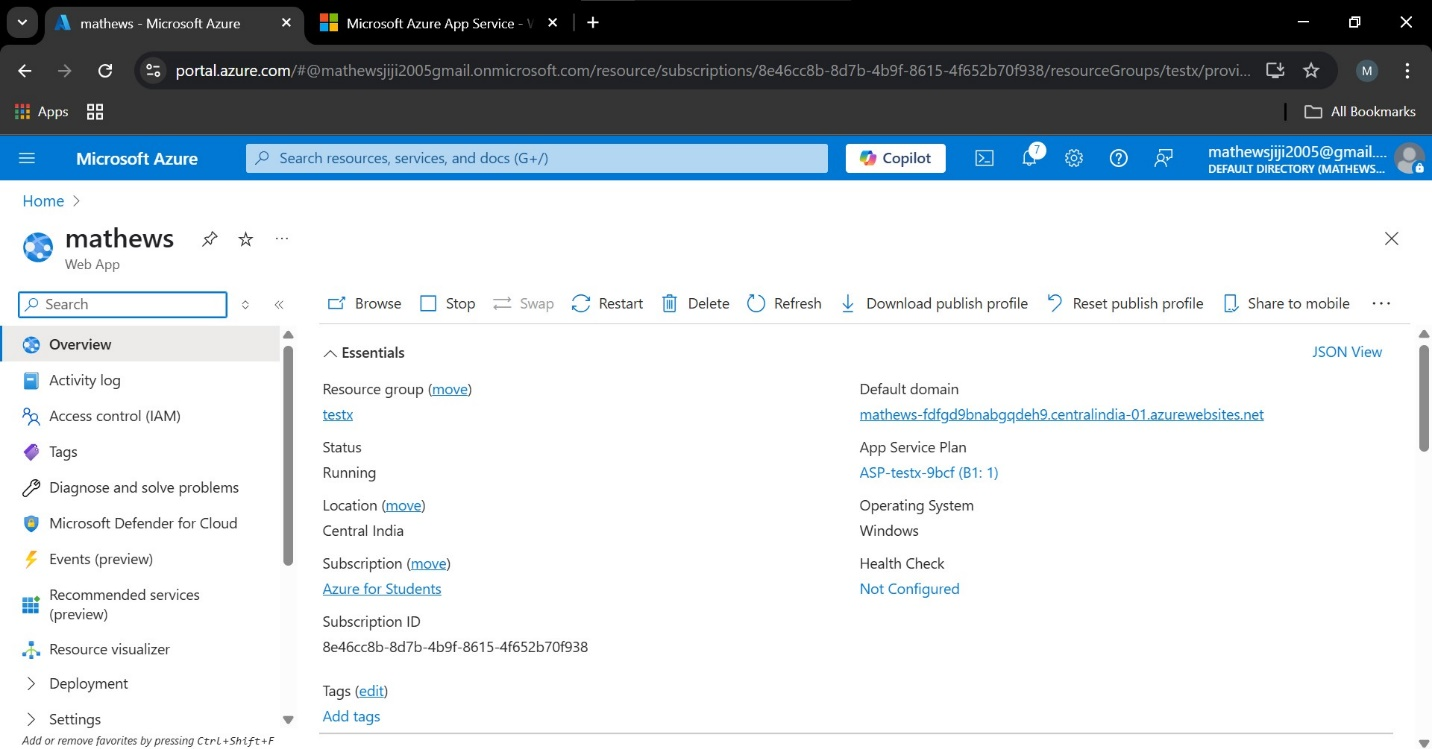 mathews - Microsoft Azure
Microsoft Azure App Service -
portal.azure.com/#@mathewsjiji2005gmail.onmicrosoft.com/resource/subscriptions/8e46cc8b-8d7b-4b9f-8615-4f652b70f938/resourceGroups/testx/provi...
M
Apps
All Bookmarks
Microsoft Azure
Search resources, services, and docs (G+/)
Copilot
7
mathewsjiji2005@gmail....
DEFAULT DIRECTORY (MATHEWS...
Home >
mathews
Web App
Search
Browse Stop Swap Restart Delete Refresh Download publish profile Reset publish profile Share to mobile
Overview
Activity log
Access control (IAM)
Tags
Diagnose and solve problems
Microsoft Defender for Cloud
Events (preview)
Recommended services
(preview)
Resource visualizer
Deployment
Settings
Add or remove favorites by pressing Ctrl+Shift+F
Essentials
JSON View
Resource group (move)
testx
Status
Running
Location (move)
Central India
Subscription (move)
Azure for Students
Subscription ID
8e46cc8b-8d7b-4b9f-8615-4f652b70f938
Tags (edit)
Add tags
Default domain
mathews-fdfgd9bnabgqdeh9.centralindia-01.azurewebsites.net
App Service Plan
ASP-testx-9bcf (B1: 1)
Operating System
Windows
Health Check
Not Configured